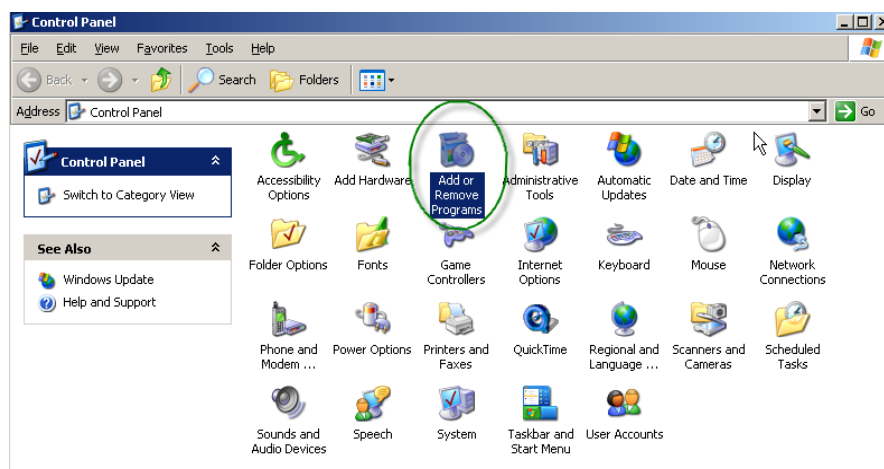 Control Panel
File Edit View Favorites Tools Help
Back Search Folders
Address Control Panel Go
Control Panel
Switch to Category View
See Also
Windows Update
Help and Support
Accessibility
Options
Add Hardware
Add or
Remove
Programs
Administrative
Tools
Automatic
Updates
Date and Time
Display
Folder Options
Fonts
Game
Controllers
Internet
Options
Keyboard
Mouse
Network
Connections
Phone and
Modem ...
Power Options
Printers and
Faxes
QuickTime
Regional and
Language ...
Scanners and
Cameras
Scheduled
Tasks
Sounds and
Audio Devices
Speech
System
Taskbar and
Start Menu
User Accounts